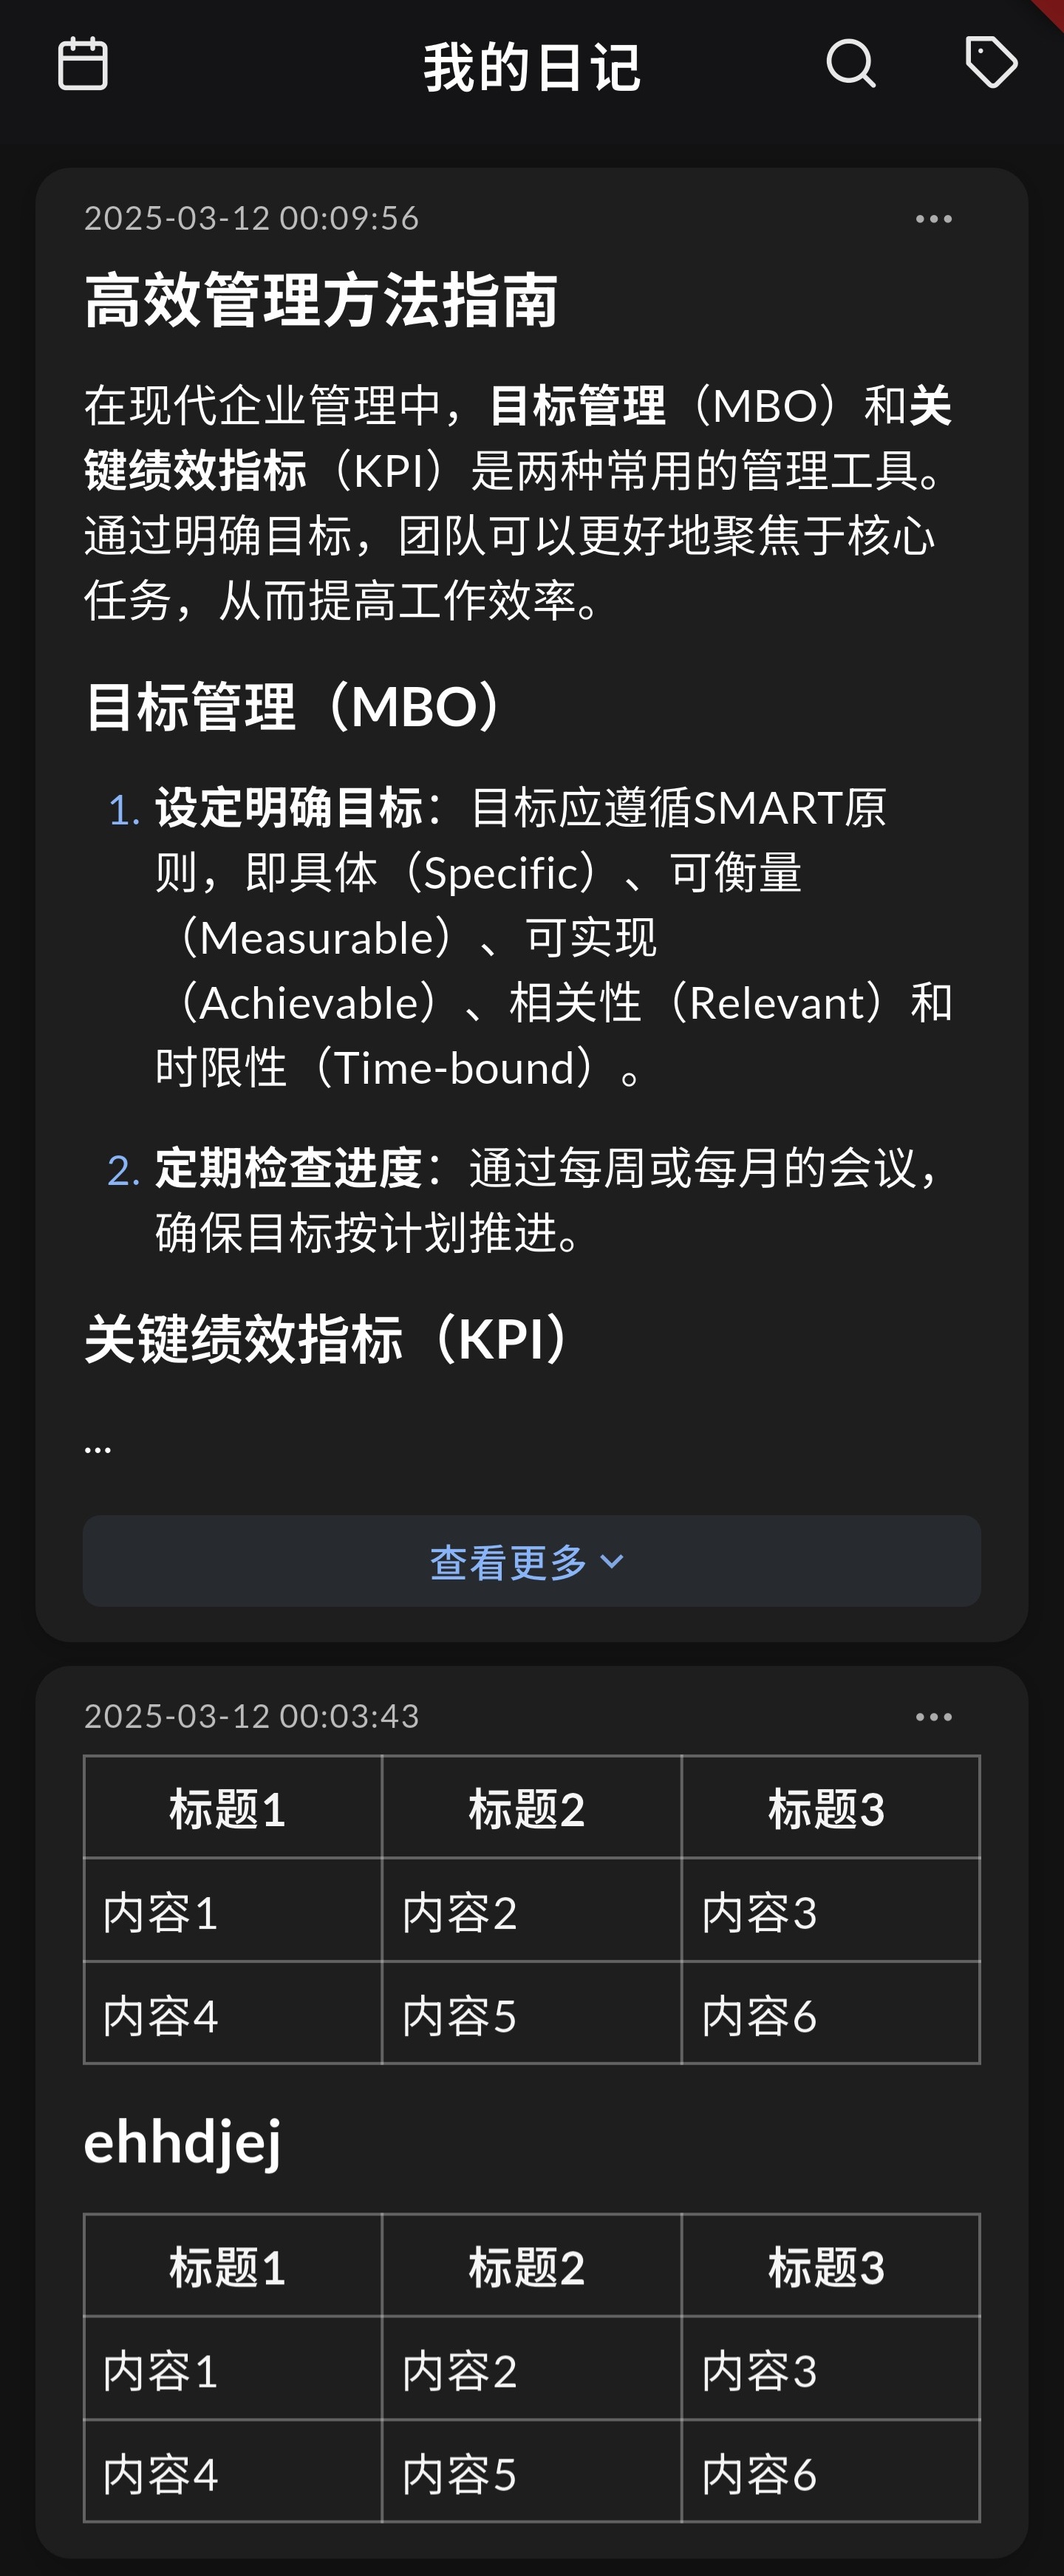 我的日记
2025-03-12 00:09:56
高效管理方法指南
在现代企业管理中，目标管理（MBO）和关
键绩效指标（KPI）是两种常用的管理工具。
通过明确目标，团队可以更好地聚焦于核心
任务，从而提高工作效率。
目标管理（MBO）
1. 设定明确目标：目标应遵循SMART原
则，即具体（Specific）、可衡量
（Measurable）、可实现
（Achievable）、相关性（Relevant）和
时限性（Time-bound）。
2. 定期检查进度：通过每周或每月的会议，
确保目标按计划推进。
关键绩效指标（KPI）
...
查看更多
2025-03-12 00:03:43
标题1 标题2 标题3
内容1 内容2 内容3
内容4 内容5 内容6
ehhdjej
标题1 标题2 标题3
内容1 内容2 内容3
内容4 内容5 内容6